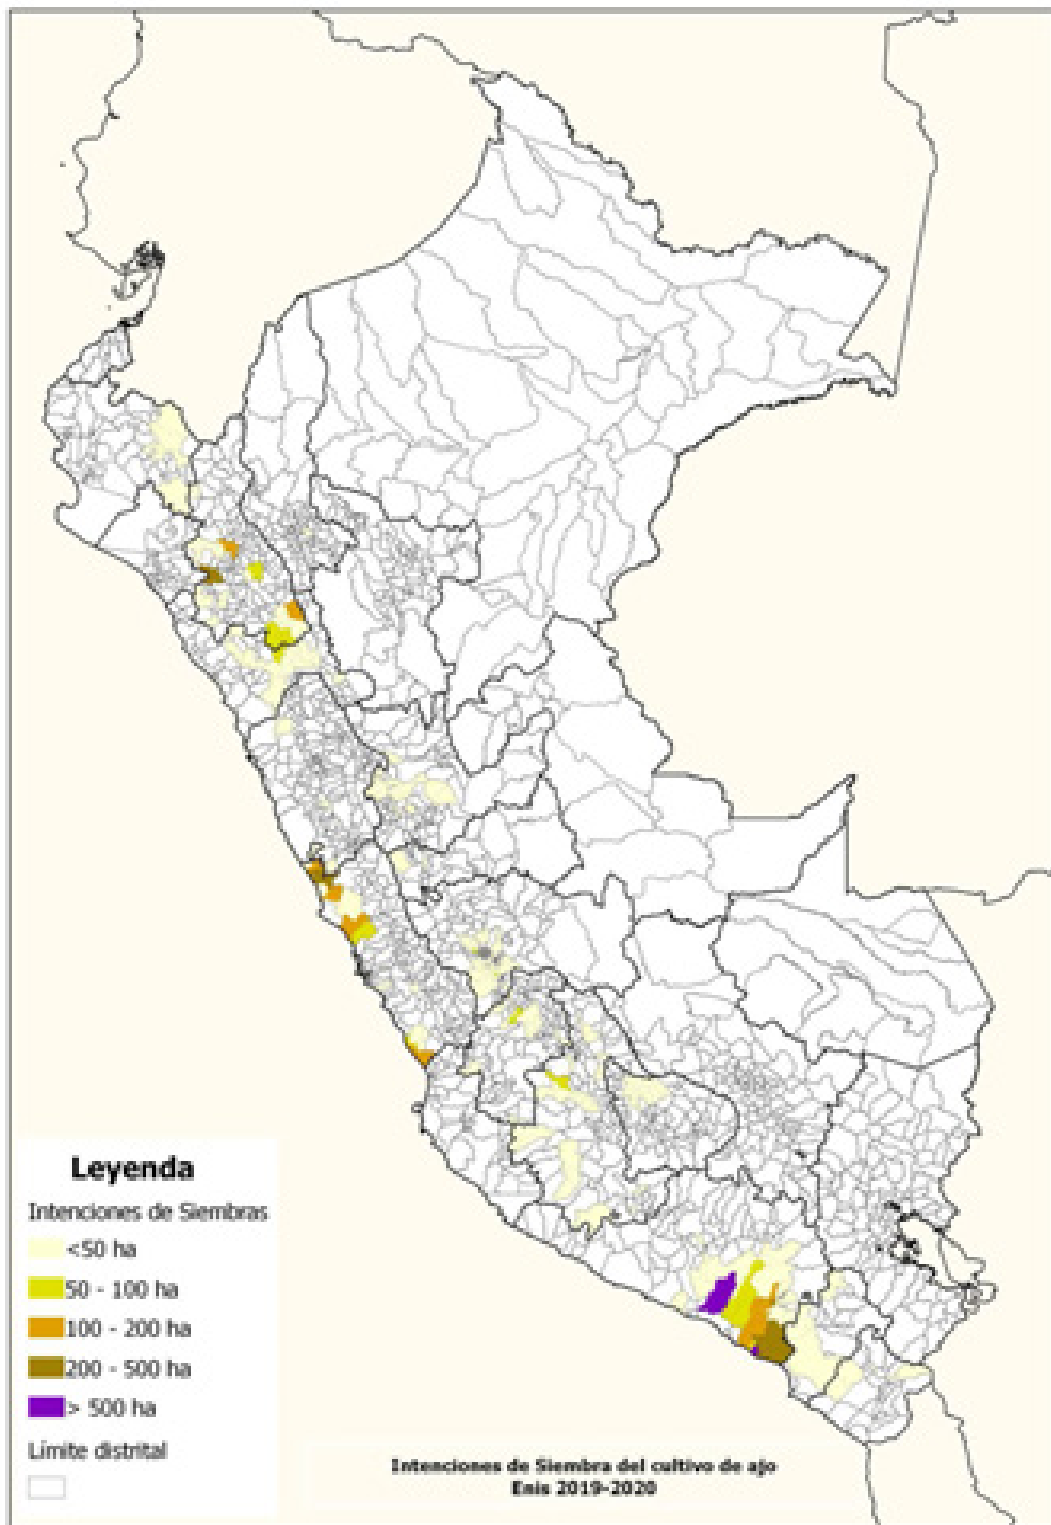 Leyenda
Intenciones de Siembras
<50 ha
50 - 100 ha
100 - 200 ha
200 - 500 ha
> 500 ha
Límite distrital
Intenciones de Siembra del cultivo de ajo
Enis 2019-2020